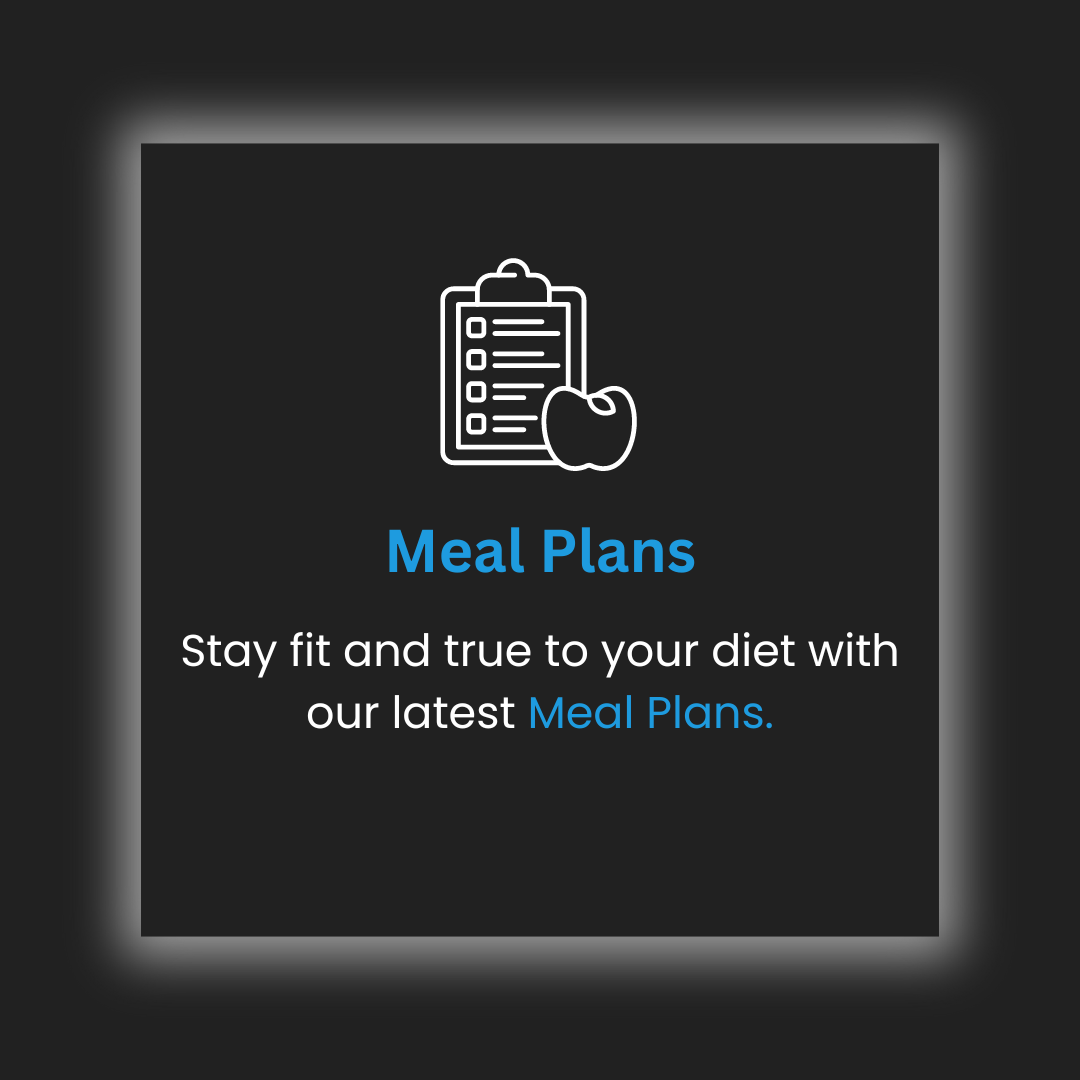 Meal Plans
Stay fit and true to your diet with
our latest Meal Plans.